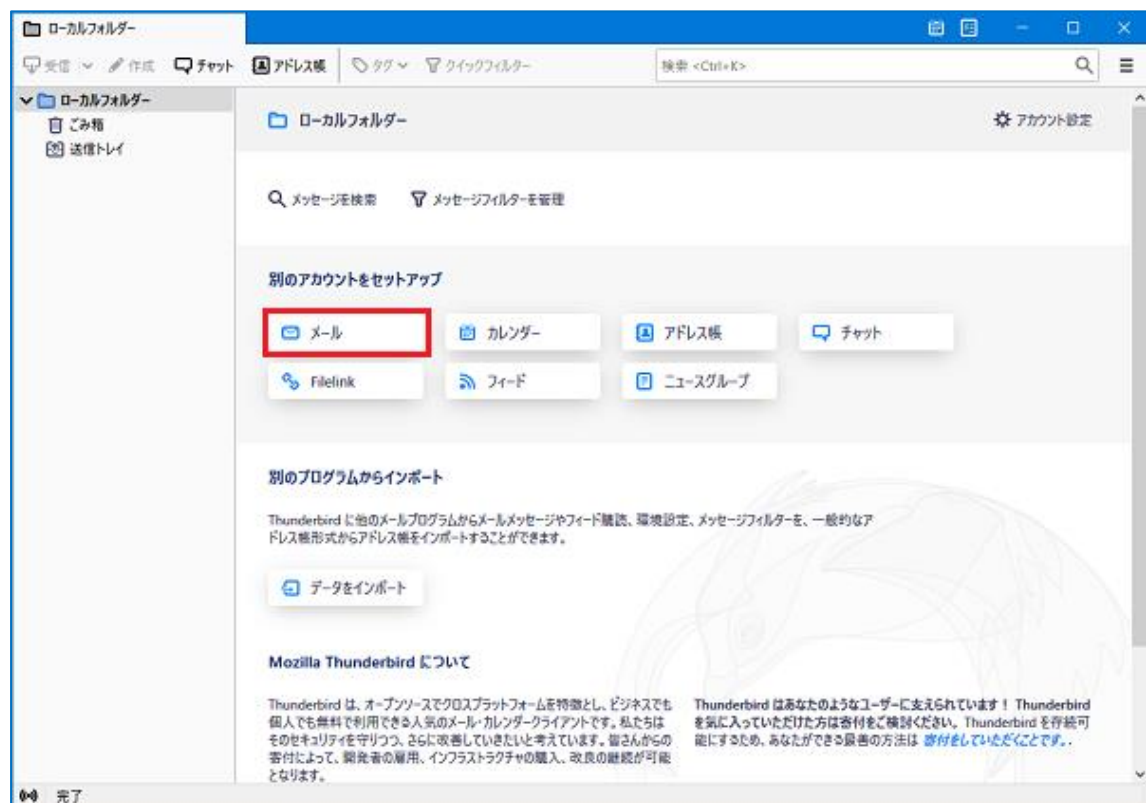 ローカルフォルダー
受信 作成 チャット アドレス帳 タグ クイックフィルター 検索 <Ctrl+K>
ローカルフォルダー
ごみ箱
送信トレイ
ローカルフォルダー アカウント設定
メッセージを検索 メッセージフィルターを管理
別のアカウントをセットアップ
メール カレンダー アドレス帳 チャット
Filelink フィード ニュースグループ
別のプログラムからインポート
Thunderbird に他のメールプログラムからメールメッセージやフィード購読、環境設定、メッセージフィルターを、一般的なア
ドレス帳形式からアドレス帳をインポートすることができます。
データをインポート
Mozilla Thunderbird について
Thunderbird は、オープンソースでクロスプラットフォームを特徴とし、ビジネスでも
個人でも無料で利用できる人気のメール・カレンダークライアントです。私たちは
そのセキュリティを守りつつ、さらに改善していきたいと考えています。皆さんからの
寄付によって、開発者の雇用、インフラストラクチャの購入、改良の継続が可能
となります。
Thunderbird はあなたのようなユーザーに支えられています！ Thunderbird
を気に入っていただけた方は寄付をご検討ください。Thunderbird を存続可
能にするため、あなたができる最善の方法は 寄付をしていただくことです。.
完了